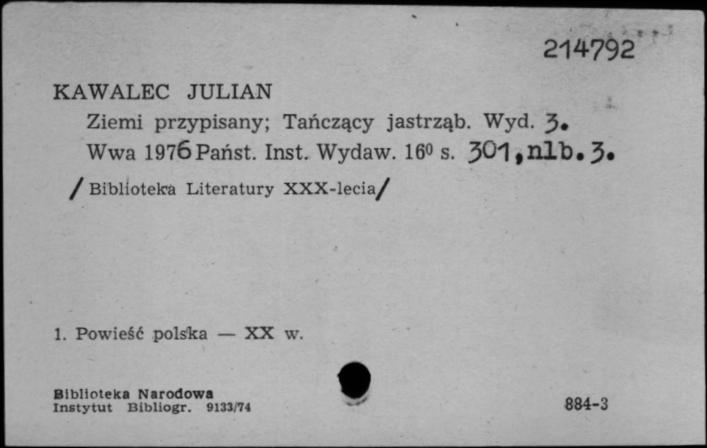 214792
KAWALEC JULIAN
Ziemi przypisany; Tańczący jastrząb. Wyd. 3.
Wwa 1976 Państ. Inst. Wydaw. 16⁰ s. 301, nlb. 3.
/Biblioteka Literatury XXX-lecia/
1. Powieść polska — XX w.
Biblioteka Narodowa
Instytut Bibliogr. 9133/74
884-3